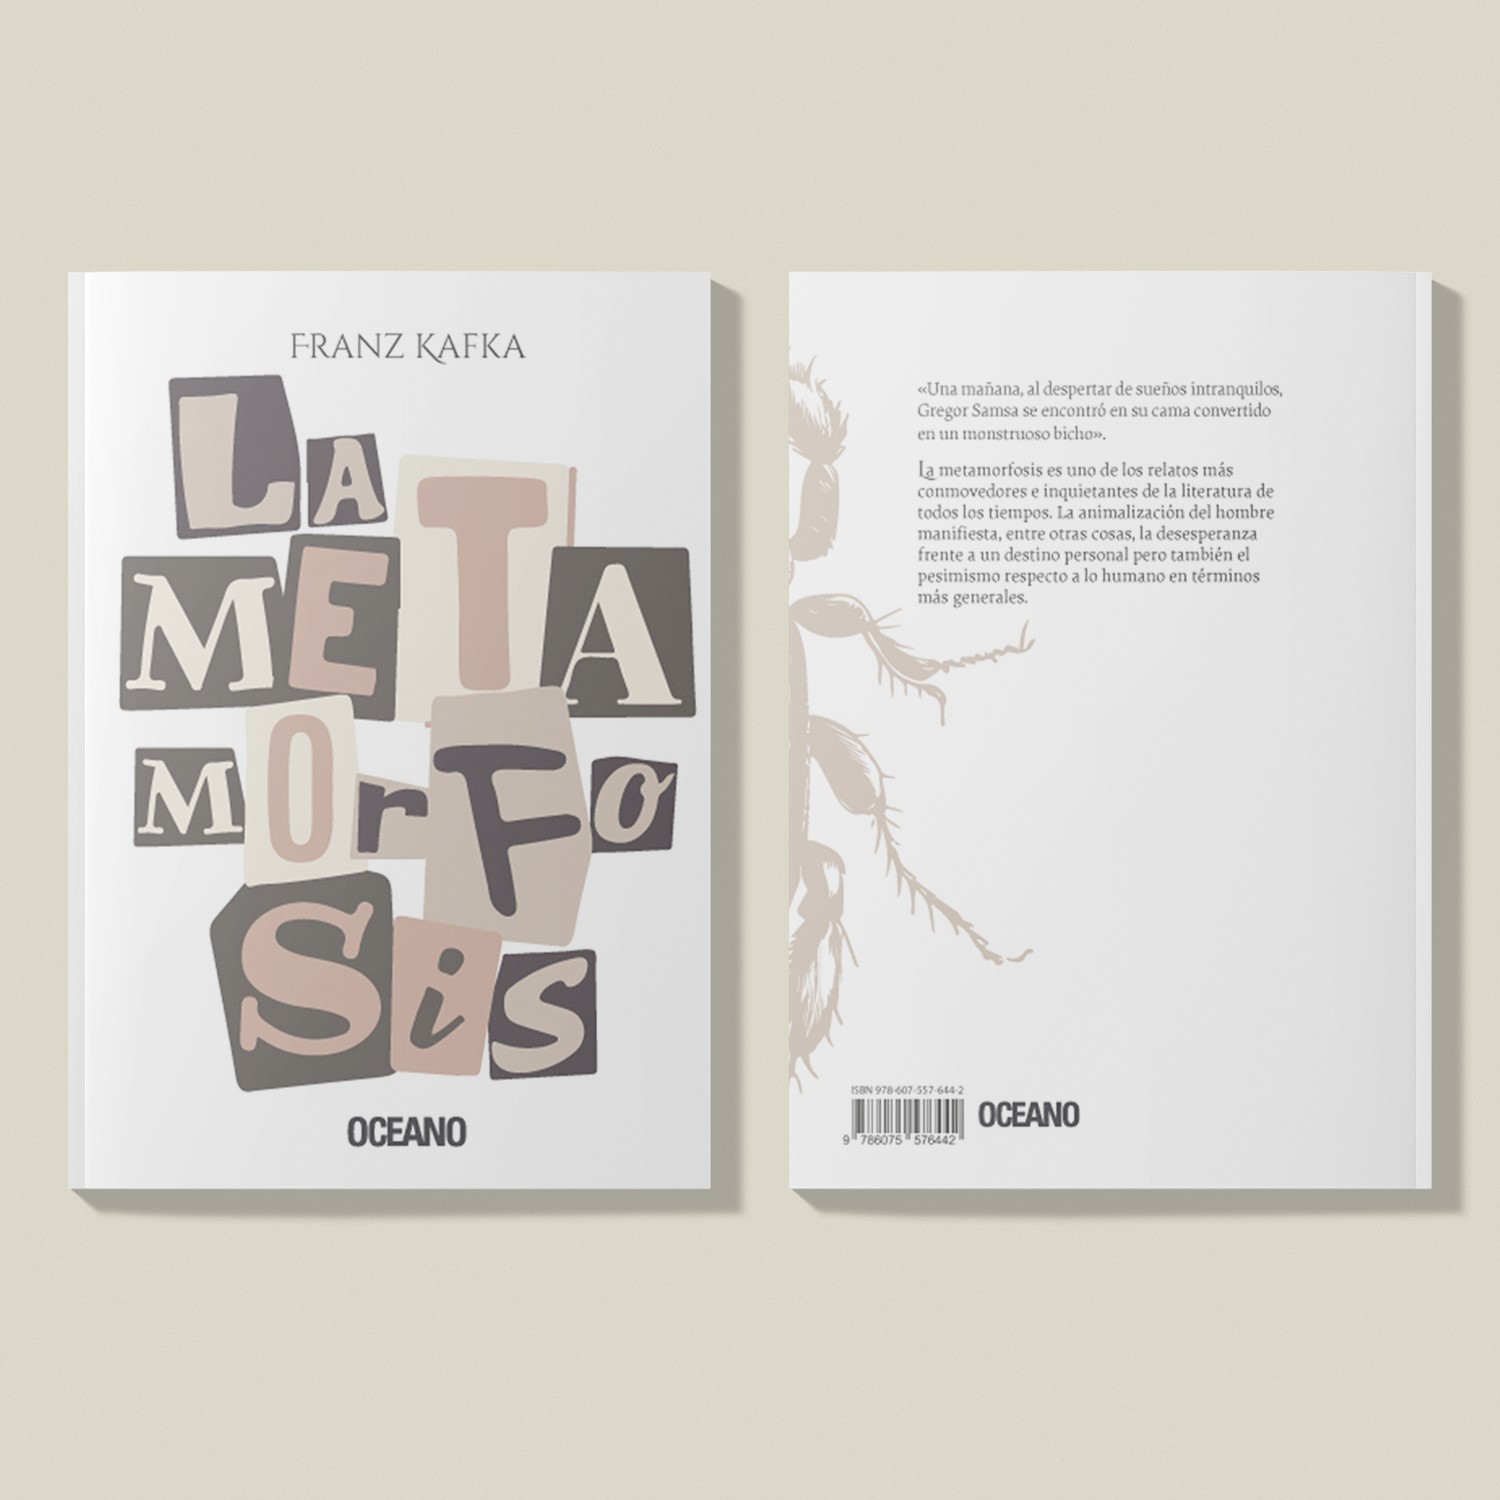 FRANZ KAFKA
LA
META
MOrFO
SiS
OCEANO
«Una mañana, al despertar de sueños intranquilos,
Gregor Samsa se encontró en su cama convertido
en un monstruoso bicho».
La metamorfosis es uno de los relatos más
conmovedores e inquietantes de la literatura de
todos los tiempos. La animalización del hombre
manifiesta, entre otras cosas, la desesperanza
frente a un destino personal pero también el
pesimismo respecto a lo humano en términos
más generales.
ISBN 978-607-557-644-2
9 786075 576442
OCEANO